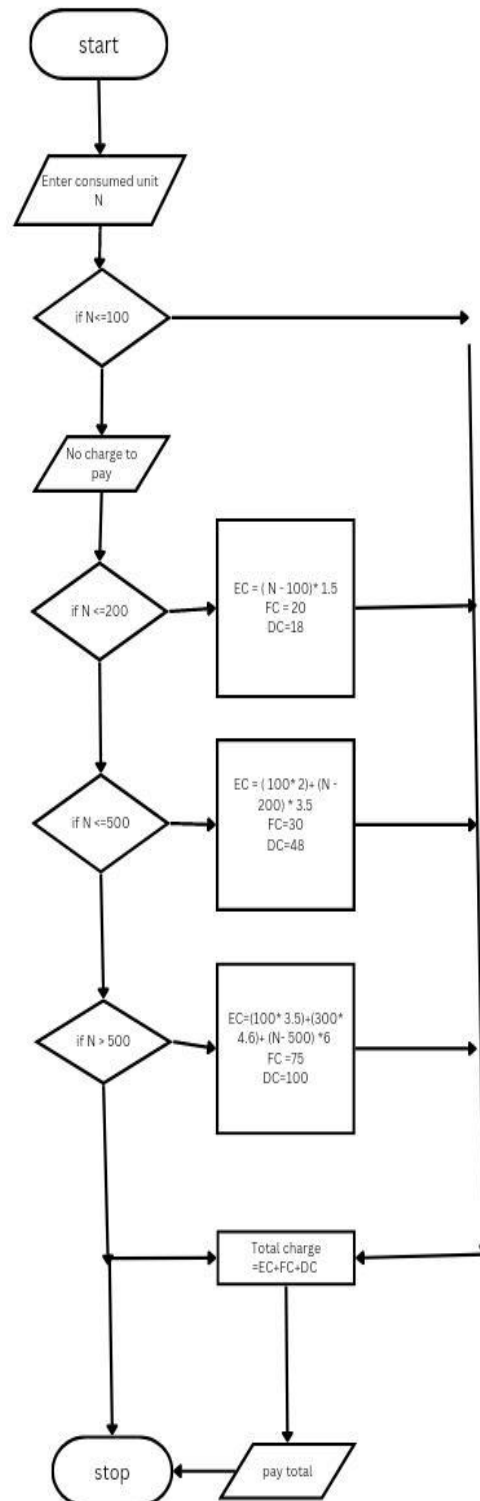 start
Enter consumed unit
N
if N<=100
No charge to
pay
if N <=200
EC = ( N - 100)* 1.5
FC = 20
DC=18
if N <=500
EC = ( 100* 2)+ (N -
200) * 3.5
FC=30
DC=48
if N > 500
EC=(100* 3.5)+(300*
4.6)+ (N- 500) *6
FC =75
DC=100
Total charge
=EC+FC+DC
stop
pay total